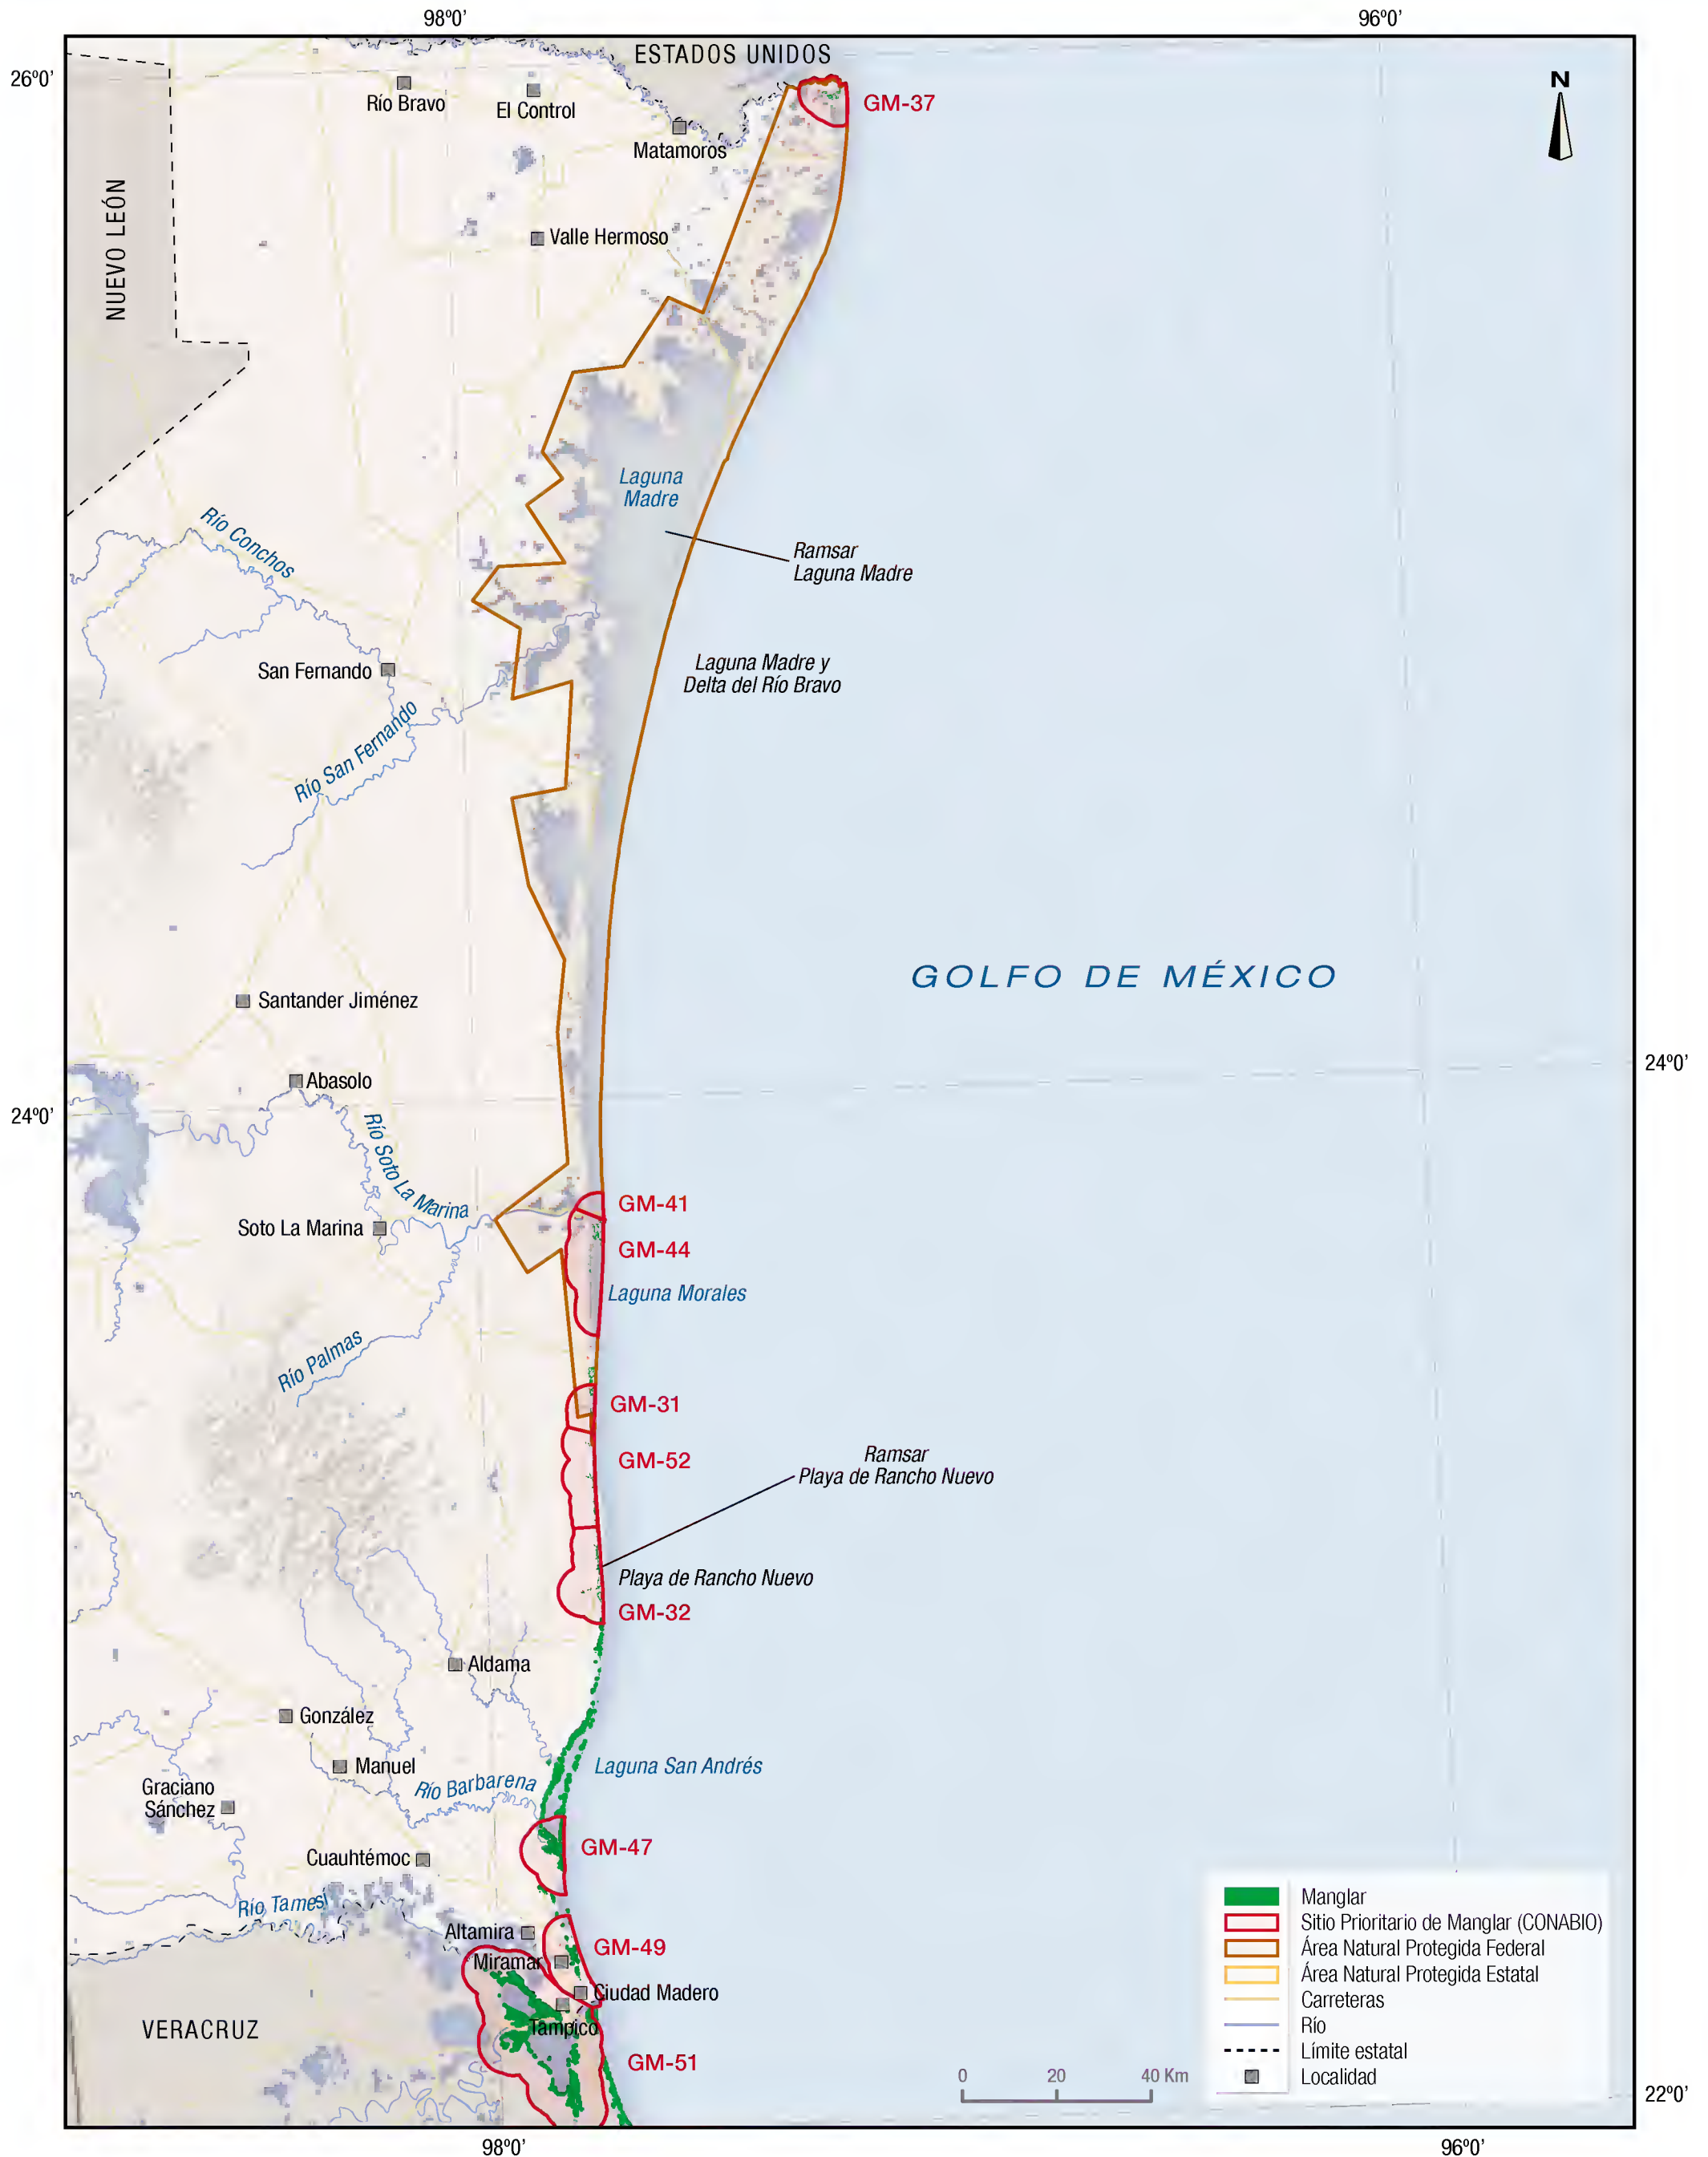 98º0'
96º0'
26º0'
ESTADOS UNIDOS
N
Río Bravo
El Control
GM-37
Matamoros
NUEVO LEÓN
Valle Hermoso
Laguna
Madre
Río Conchos
Ramsar
Laguna Madre
San Fernando
Laguna Madre y
Delta del Río Bravo
Río San Fernando
GOLFO DE MÉXICO
Santander Jiménez
24º0'
Abasolo
24º0'
Río Soto La Marina
GM-41
Soto La Marina
GM-44
Laguna Morales
Río Palmas
GM-31
GM-52
Ramsar
Playa de Rancho Nuevo
Playa de Rancho Nuevo
GM-32
Aldama
González
Manuel
Laguna San Andrés
Graciano
Sánchez
Río Barbarena
GM-47
Cuauhtémoc
Río Tamesí
Altamira
GM-49
Miramar
Ciudad Madero
Tampico
VERACRUZ
GM-51
Manglar
Sitio Prioritario de Manglar (CONABIO)
Área Natural Protegida Federal
Área Natural Protegida Estatal
Carreteras
Río
Límite estatal
Localidad
0 20 40 Km
22º0'
98º0'
96º0'